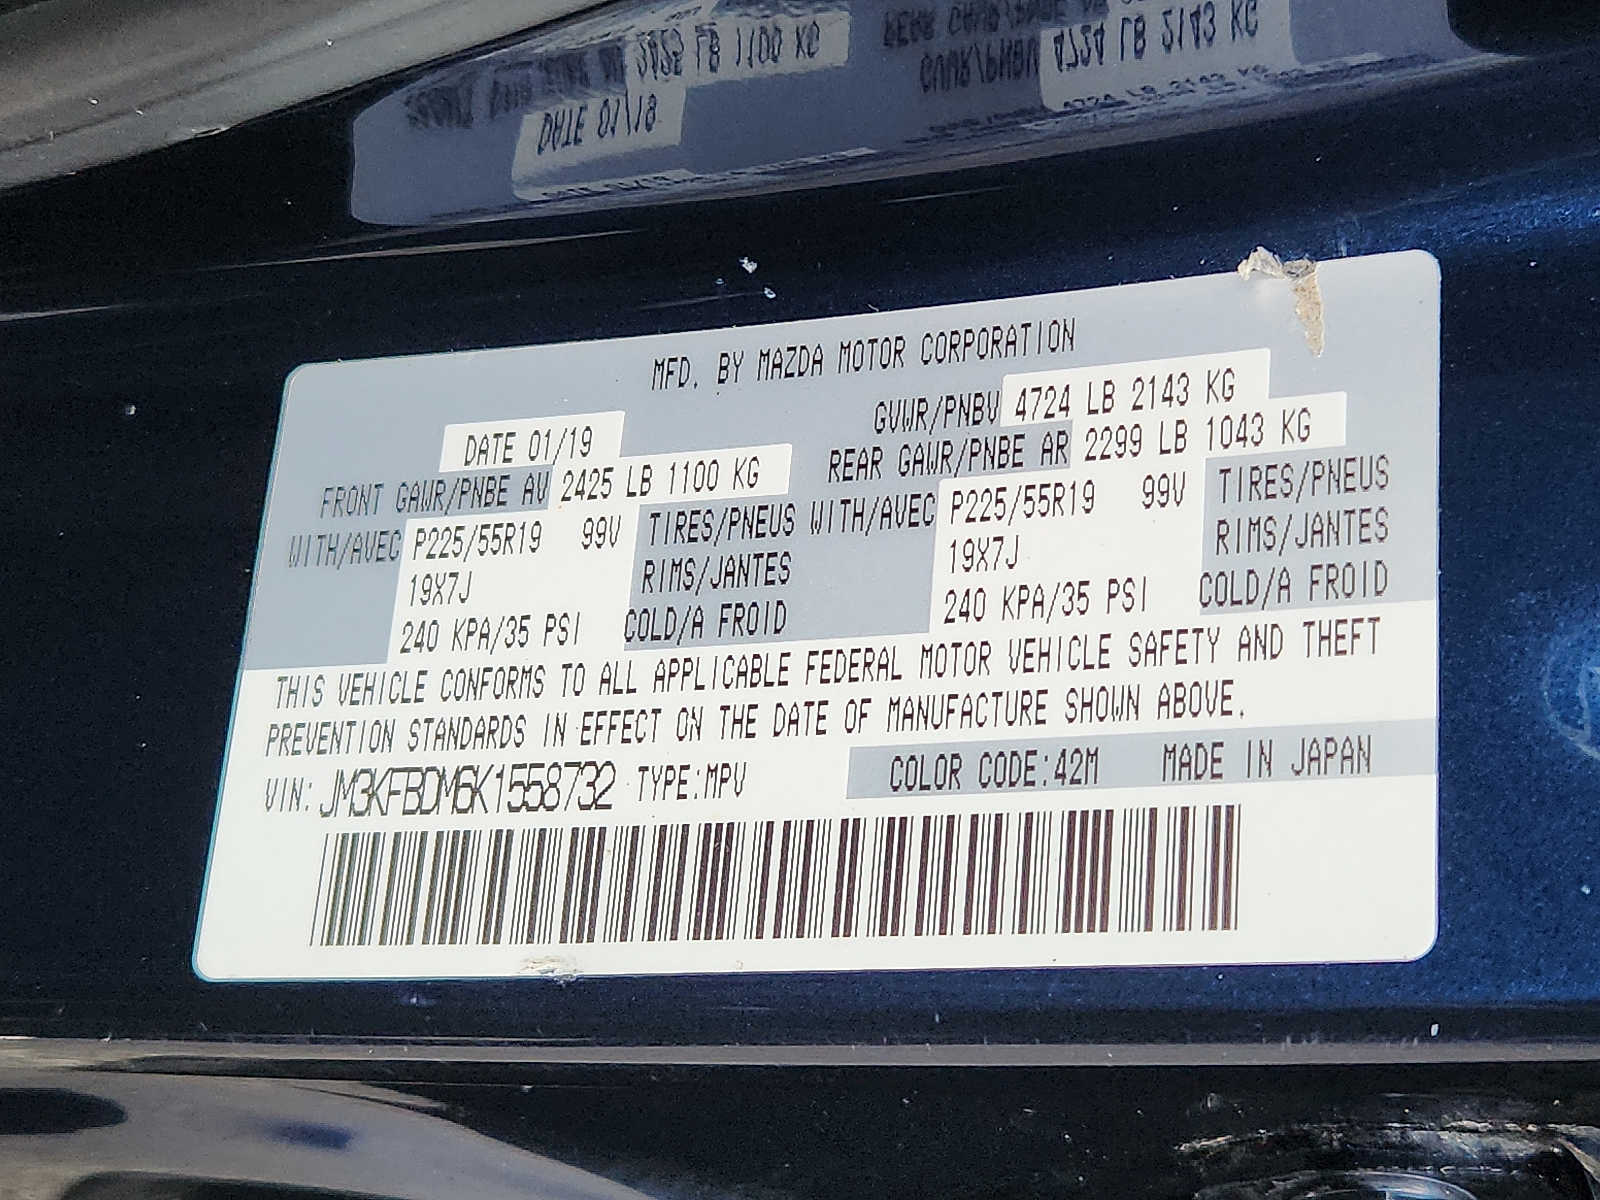 MFD. BY MAZDA MOTOR CORPORATION
DATE 01/19 GVWR/PNBV 4724 LB 2143 KG
FRONT GAWR/PNBE AV 2425 LB 1100 KG REAR GAWR/PNBE AR 2299 LB 1043 KG
WITH/AVEC P225/55R19 99V TIRES/PNEUS WITH/AVEC P225/55R19 99V TIRES/PNEUS
19X7J RIMS/JANTES 19X7J RIMS/JANTES
240 KPA/35 PSI COLD/A FROID 240 KPA/35 PSI COLD/A FROID
THIS VEHICLE CONFORMS TO ALL APPLICABLE FEDERAL MOTOR VEHICLE SAFETY AND THEFT
PREVENTION STANDARDS IN EFFECT ON THE DATE OF MANUFACTURE SHOWN ABOVE.
VIN: JM3KFBDM6K1558732 TYPE:MPV COLOR CODE:42M MADE IN JAPAN